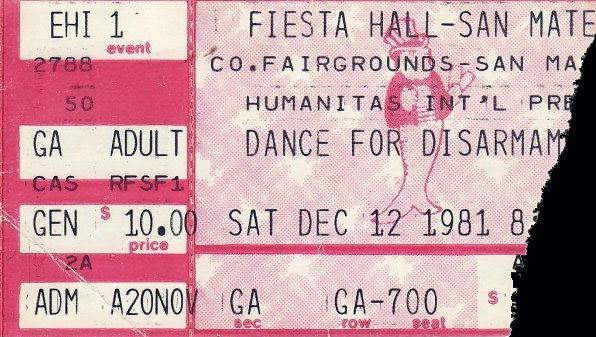 EHI 1 FIESTA HALL-SAN MATE
event
2788 CO.FAIRGROUNDS-SAN MA
50 HUMANITAS INT'L PRE
GA ADULT DANCE FOR DISARMAM
CAS RFSF1
GEN $ 10.00 SAT DEC 12 1981 8
price
2A
ADM A20NOV GA GA-700 $
sec row seat